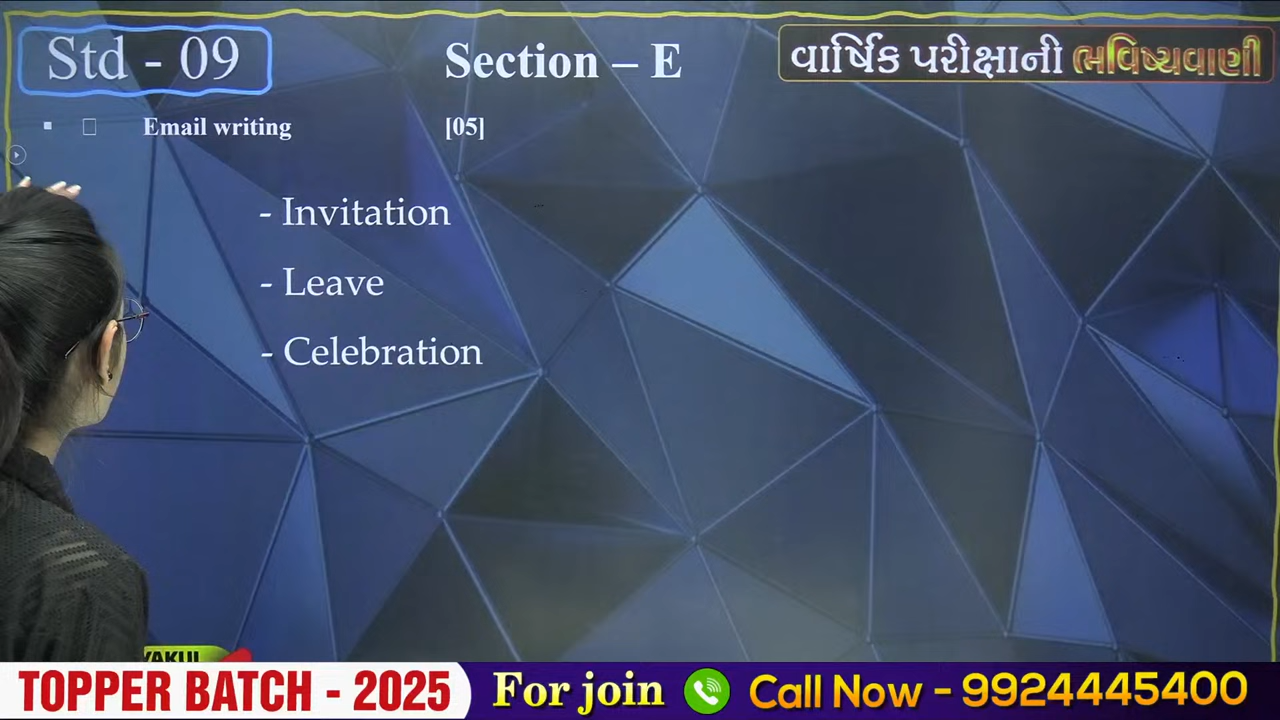 Std - 09
Section – E
વાર્ષિક પરીક્ષાની ભવિષ્યવાણી
Email writing [05]
- Invitation
- Leave
- Celebration
TOPPER BATCH - 2025
For join
Call Now - 9924445400